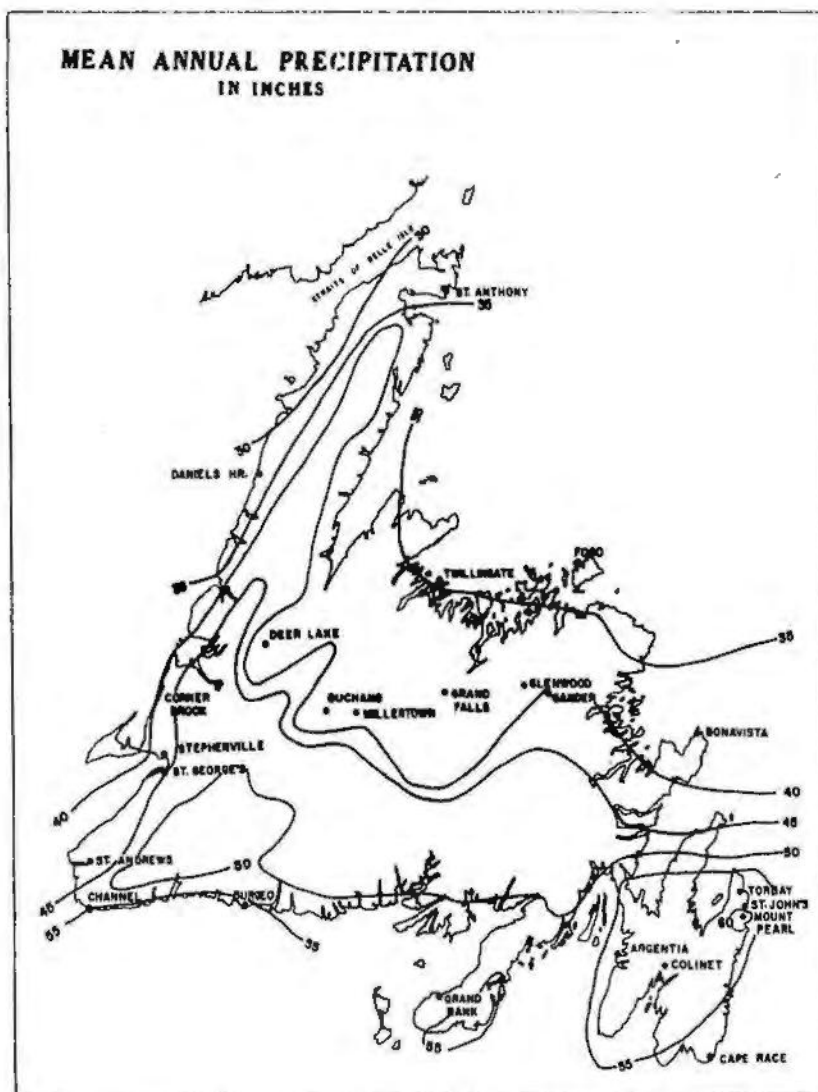 MEAN ANNUAL PRECIPITATION
IN INCHES
30
STRAITS OF BELLE ISLE
ST. ANTHONY
35
30
DANIELS HR.
35
FOGO
TWILLINGATE
DEER LAKE
35
GLENWOOD
GRAND
FALLS
GANDER
BUCHANS
MILLERTOWN
CORNER
BROOK
BONAVISTA
STEPHENVILLE
ST. GEORGE'S
40
40
45
50
ST. ANDREWS
50
CHANNEL
BURGEO
45
55
55
TORBAY
ST. JOHN'S
MOUNT
PEARL
60
ARGENTIA
COLINET
GRAND
BANK
55
55
CAPE RACE